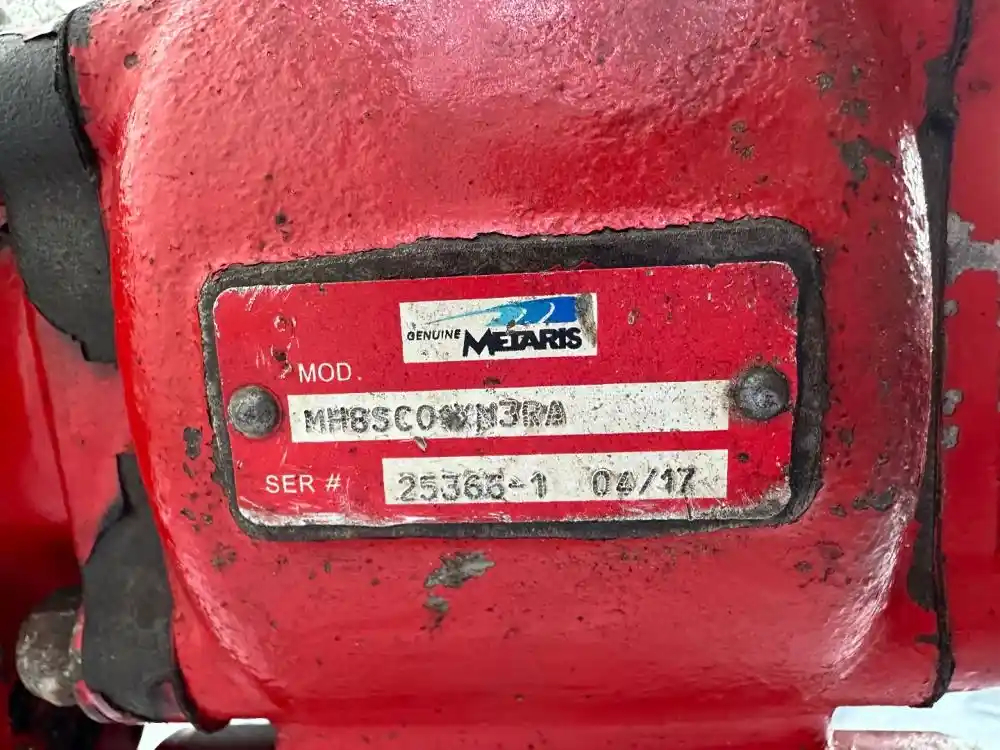 GENUINE METARIS
MOD.
SER # 25366-1 04/17